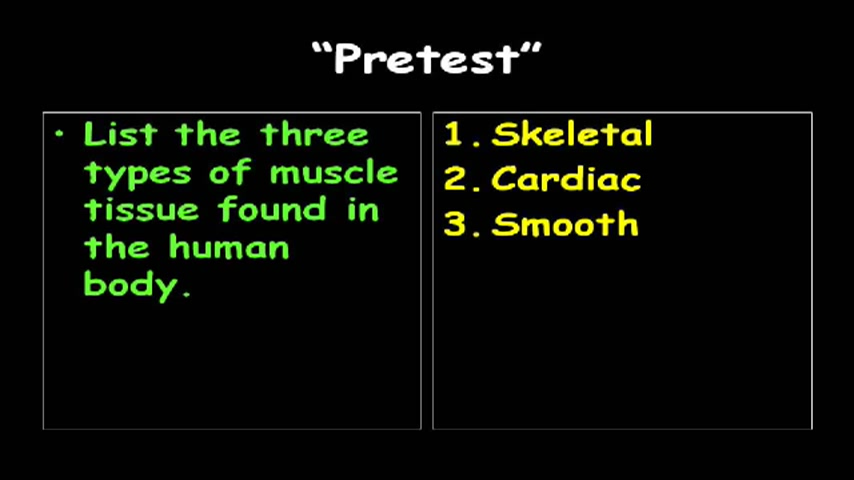 “Pretest“
• List the three
types of muscle
tissue found in
the human
body.
1. Skeletal
2. Cardiac
3. Smooth